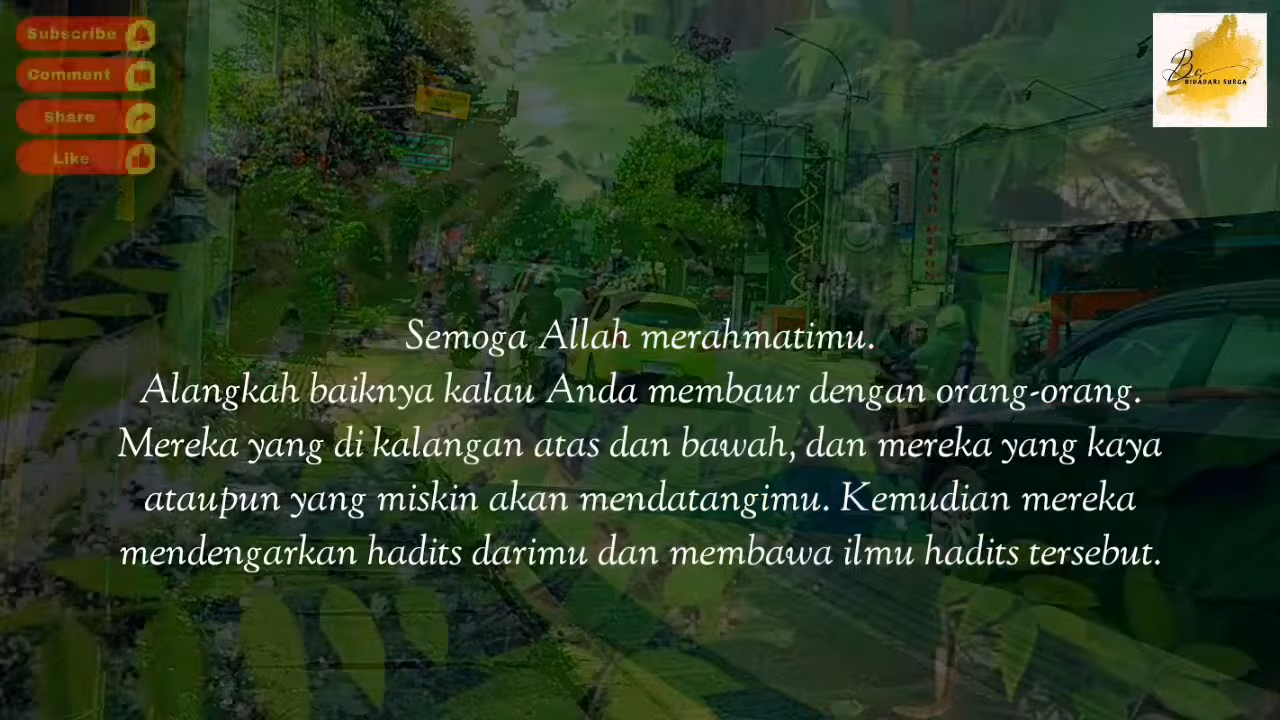 Subscribe
Comment
Share
Like
BIDADARI SURGA
Semoga Allah merahmatimu.
Alangkah baiknya kalau Anda membaur dengan orang-orang.
Mereka yang di kalangan atas dan bawah, dan mereka yang kaya
ataupun yang miskin akan mendatangimu. Kemudian mereka
mendengarkan hadits darimu dan membawa ilmu hadits tersebut.